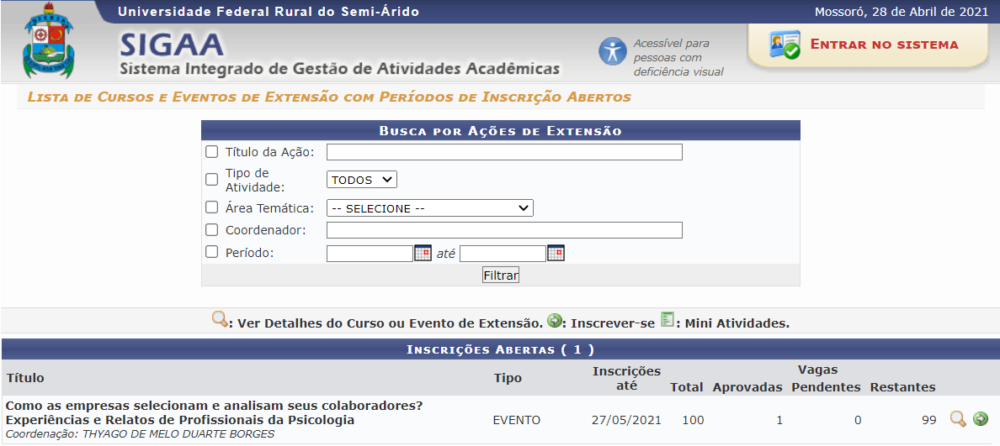 Universidade Federal Rural do Semi-Árido
Mossoró, 28 de Abril de 2021
SIGAA
Sistema Integrado de Gestão de Atividades Acadêmicas
Acessível para
pessoas com
deficiência visual
Entrar no sistema
Lista de Cursos e Eventos de Extensão com Períodos de Inscrição Abertos
Busca por Ações de Extensão
Título da Ação:
Tipo de
Atividade:
TODOS
Área Temática:
-- SELECIONE --
Coordenador:
Período:
até
Filtrar
: Ver Detalhes do Curso ou Evento de Extensão. : Inscrever-se : Mini Atividades.
Inscrições Abertas ( 1 )
Título
Tipo
Inscrições
até
Vagas
Total Aprovadas Pendentes Restantes
Como as empresas selecionam e analisam seus colaboradores?
Experiências e Relatos de Profissionais da Psicologia
Coordenação: THYAGO DE MELO DUARTE BORGES
EVENTO
27/05/2021
100
1
0
99